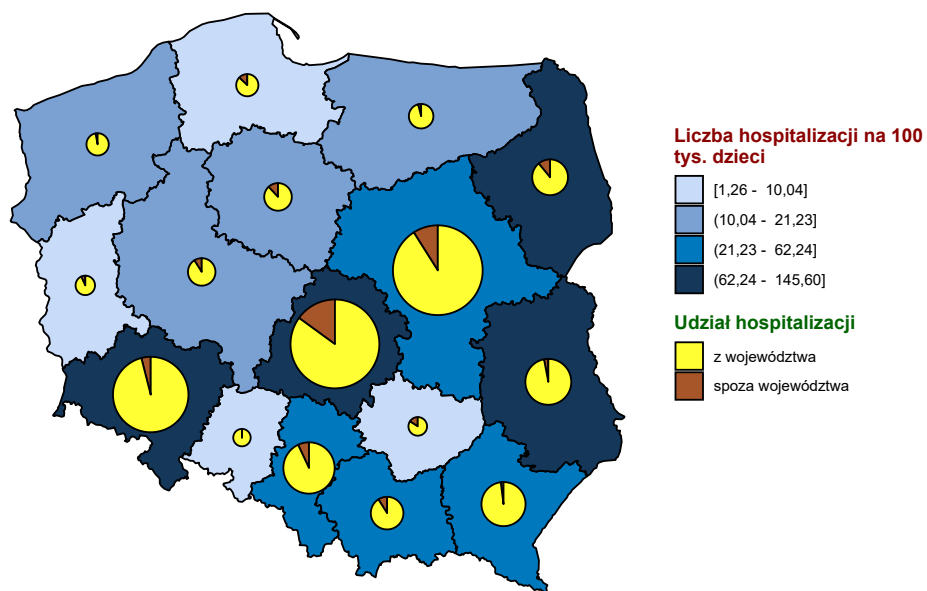 Liczba hospitalizacji na 100
tys. dzieci
[1,26 - 10,04]
(10,04 - 21,23]
(21,23 - 62,24]
(62,24 - 145,60]
Udział hospitalizacji
z województwa
spoza województwa